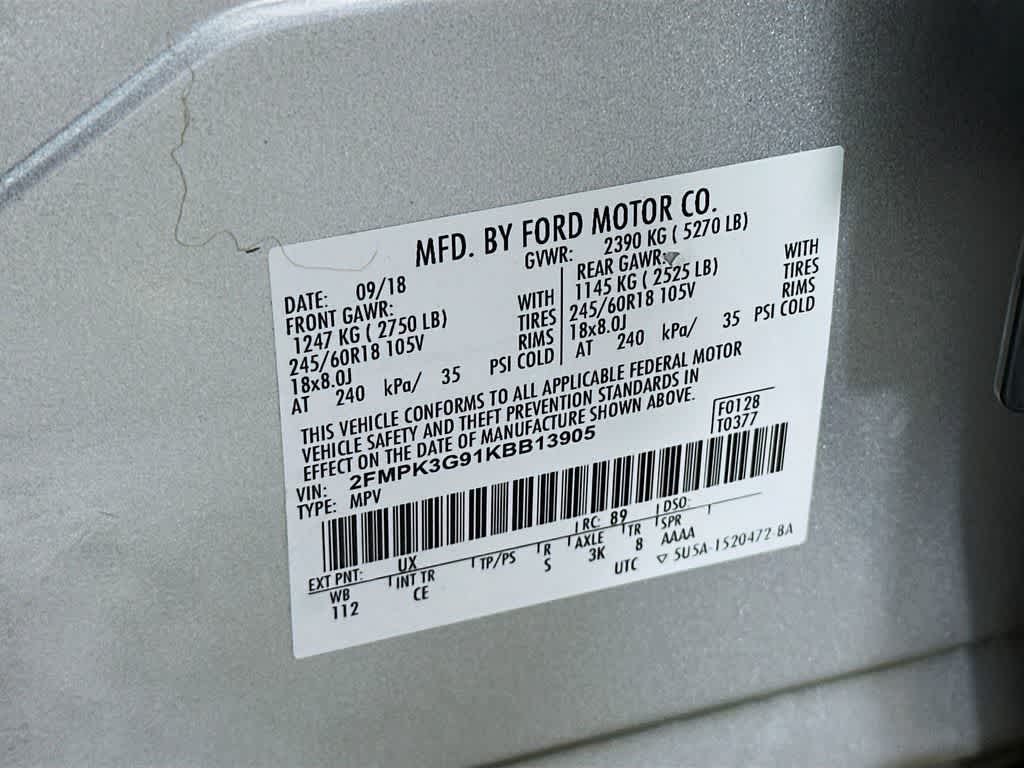 MFD. BY FORD MOTOR CO.
DATE: 09/18 GVWR: 2390 KG ( 5270 LB)
FRONT GAWR: REAR GAWR:
1247 KG ( 2750 LB) WITH 1145 KG ( 2525 LB) WITH
245/60R18 105V TIRES 245/60R18 105V TIRES
18x8.0J RIMS 18x8.0J RIMS
AT 240 kPa/ 35 PSI COLD AT 240 kPa/ 35 PSI COLD
THIS VEHICLE CONFORMS TO ALL APPLICABLE FEDERAL MOTOR
VEHICLE SAFETY AND THEFT PREVENTION STANDARDS IN
EFFECT ON THE DATE OF MANUFACTURE SHOWN ABOVE.
F0128
T0377
VIN: 2FMPK3G91KBB13905
TYPE: MPV
EXT PNT: UX RC: 89 DSO:
WB INT TR TP/PS R AXLE TR SPR
112 CE S 3K 8 AAAA
UTC ▽ 5U5A-1520472-BA